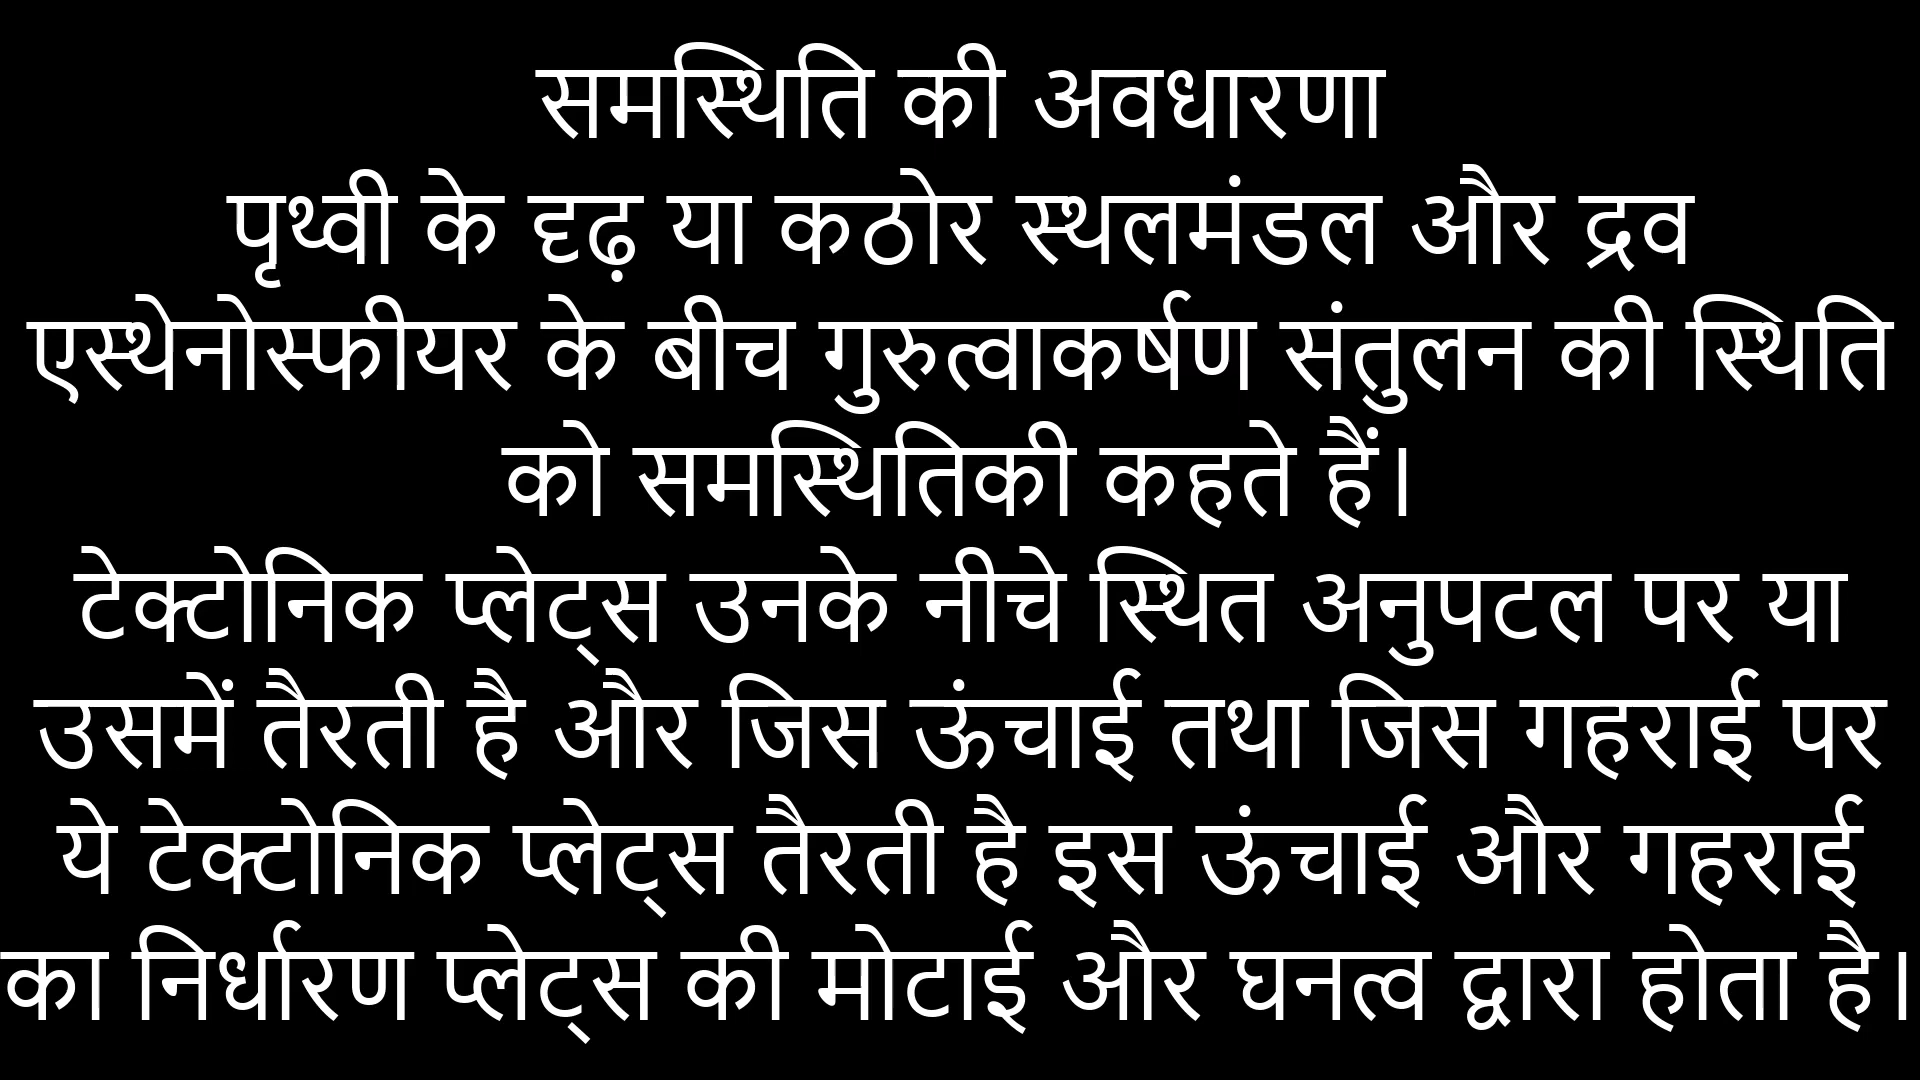 समस्थिति की अवधारणा
पृथ्वी के दृढ़ या कठोर स्थलमंडल और द्रव
एस्थेनोस्फीयर के बीच गुरुत्वाकर्षण संतुलन की स्थिति
को समस्थितिकी कहते हैं।
टेक्टोनिक प्लेट्स उनके नीचे स्थित अनुपटल पर या
उसमें तैरती है और जिस ऊंचाई तथा जिस गहराई पर
ये टेक्टोनिक प्लेट्स तैरती है इस ऊंचाई और गहराई
का निर्धारण प्लेट्स की मोटाई और घनत्व द्वारा होता है।